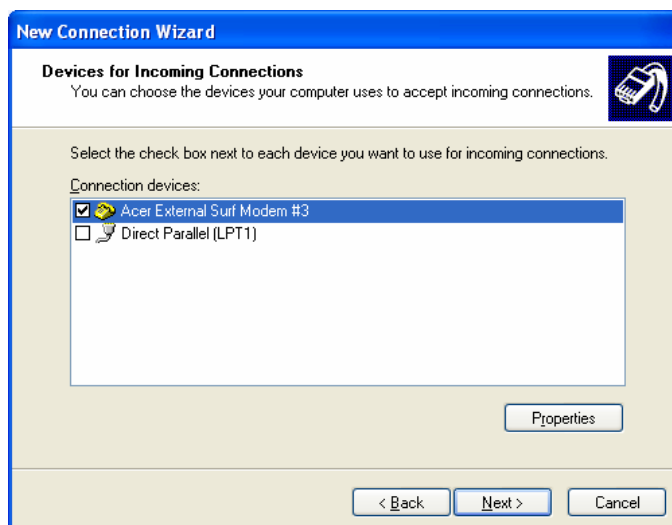 New Connection Wizard
Devices for Incoming Connections
You can choose the devices your computer uses to accept incoming connections.
Select the check box next to each device you want to use for incoming connections.
Connection devices:
Acer External Surf Modem #3
Direct Parallel (LPT1)
Properties
< Back
Next >
Cancel